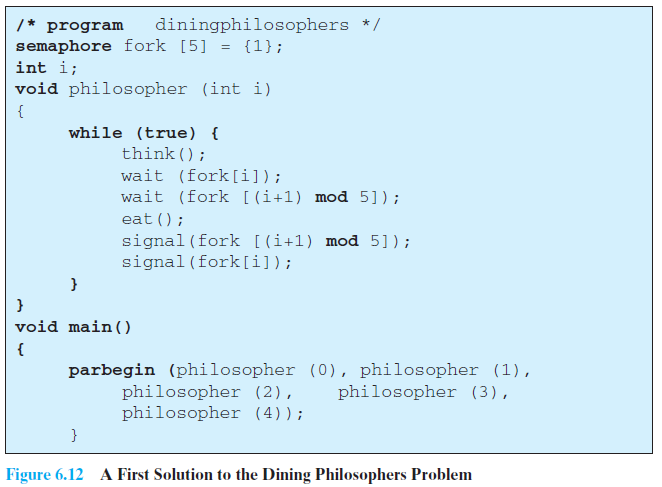 /* program diningphilosophers */
semaphore fork [5] = {1};
int i;
void philosopher (int i)
{
while (true) {
think();
wait (fork[i]);
wait (fork [(i+1) mod 5]);
eat();
signal(fork [(i+1) mod 5]);
signal(fork[i]);
}
}
void main()
{
parbegin (philosopher (0), philosopher (1),
philosopher (2), philosopher (3),
philosopher (4));
}
Figure 6.12 A First Solution to the Dining Philosophers Problem